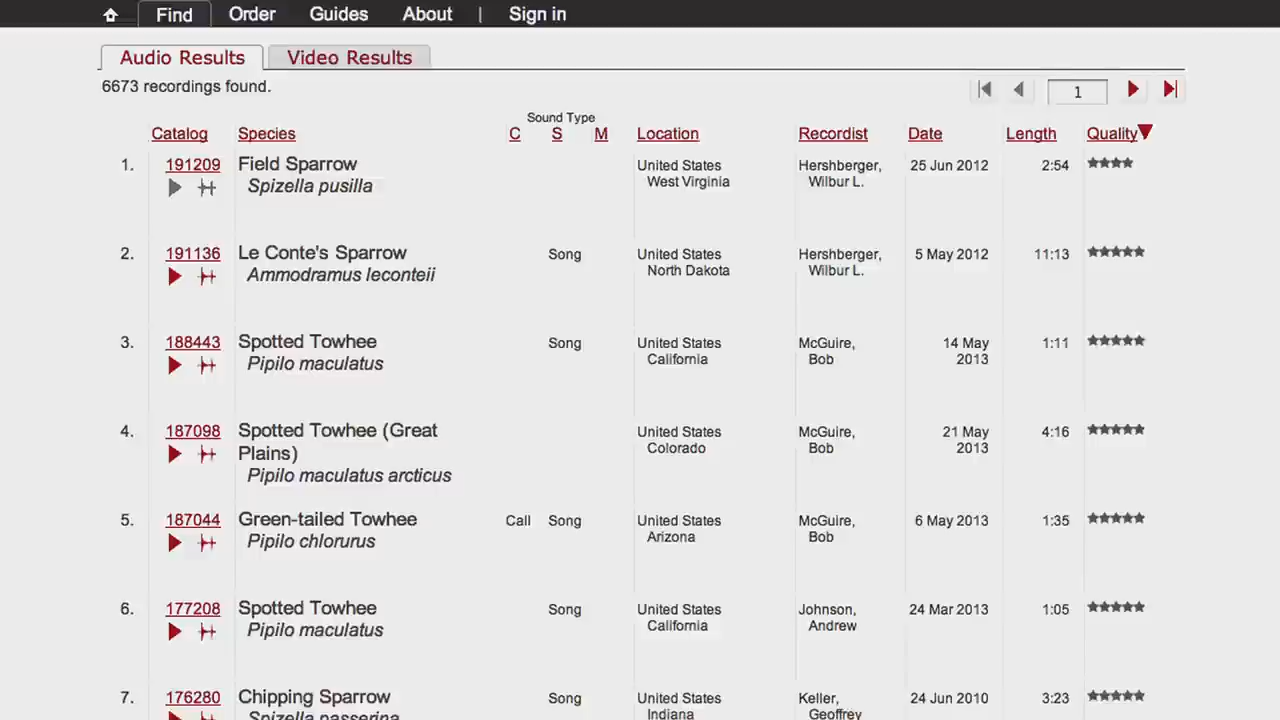 Find Order Guides About | Sign in
Audio Results Video Results
6673 recordings found.
1
Sound Type
Catalog Species C S M Location Recordist Date Length Quality
1. 191209 Field Sparrow United States Hershberger, 25 Jun 2012 2:54
Spizella pusilla West Virginia Wilbur L.
2. 191136 Le Conte's Sparrow Song United States Hershberger, 5 May 2012 11:13
Ammodramus leconteii North Dakota Wilbur L.
3. 188443 Spotted Towhee Song United States McGuire, 14 May 1:11
Pipilo maculatus California Bob 2013
4. 187098 Spotted Towhee (Great United States McGuire, 21 May 4:16
Plains) Colorado Bob 2013
Pipilo maculatus arcticus
5. 187044 Green-tailed Towhee Call Song United States McGuire, 6 May 2013 1:35
Pipilo chlorurus Arizona Bob
6. 177208 Spotted Towhee Song United States Johnson, 24 Mar 2013 1:05
Pipilo maculatus California Andrew
7. 176280 Chipping Sparrow Song United States Keller, 24 Jun 2010 3:23
Spizella passerina Indiana Geoffrey